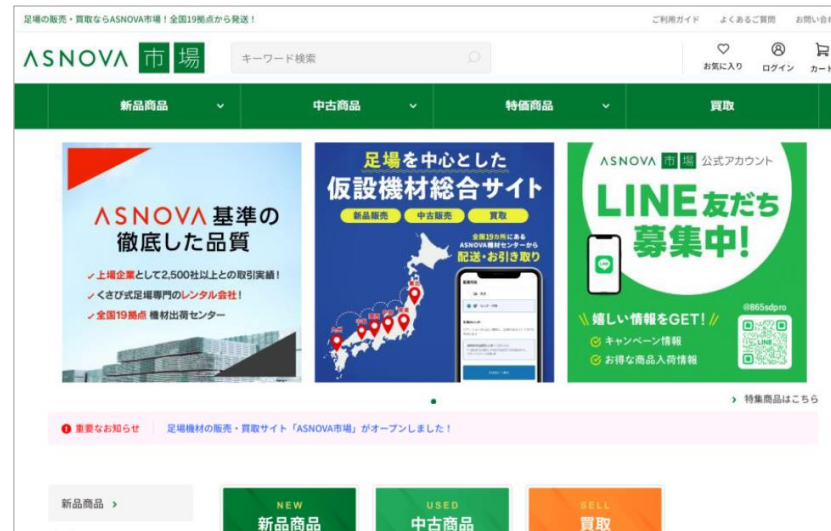 足場の販売・買取ならASNOVA市場！全国19拠点から発送！
ご利用ガイド よくあるご質問 お問い合わ
ASNOVA 市場
キーワード検索
お気に入り ログイン カート
新品商品 中古商品 特価商品 買取
ASNOVA基準の
徹底した品質
上場企業として2,500社以上との取引実績！
くさび式足場専門のレンタル会社！
全国19拠点 機材出荷センター
足場を中心とした
仮設機材総合サイト
新品販売 中古販売 買取
全国19カ所にある
ASNOVA機材センターから
配送・お引き取り
ASNOVA 市場 公式アカウント
LINE友だち
募集中!
@865sdpro
嬉しい情報をGET！
キャンペーン情報
お得な商品入荷情報
LINE
特集商品はこちら
重要なお知らせ 足場機材の販売・買取サイト「ASNOVA市場」がオープンしました！
新品商品
NEW
新品商品
USED
中古商品
SELL
買取